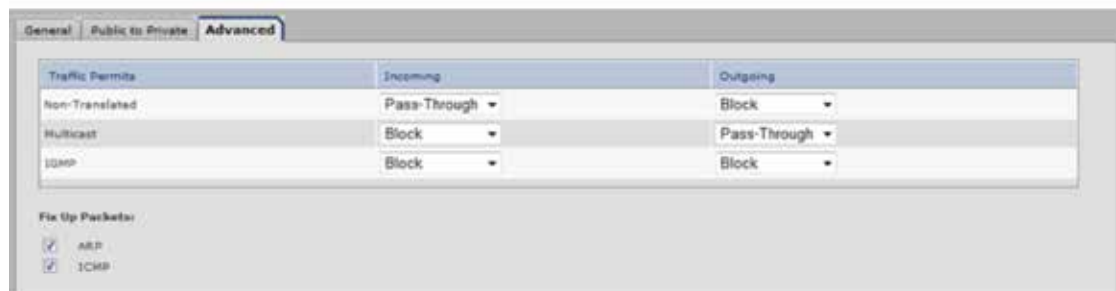 General Public to Private Advanced
Traffic Permits Incoming Outgoing
Non-Translated Pass-Through Block
Multicast Block Pass-Through
IGMP Block Block
Fix Up Packets:
ARP
ICMP